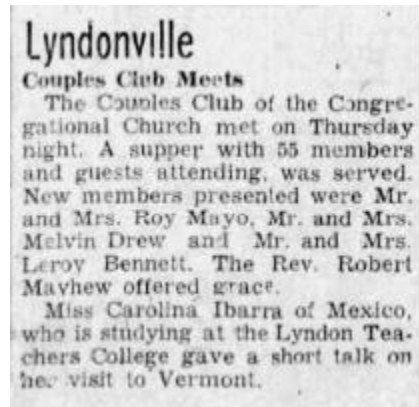 Lyndonville
Couples Club Meets
The Couples Club of the Congre-
gational Church met on Thursday
night. A supper with 55 members
and guests attending, was served.
New members presented were Mr.
and Mrs. Roy Mayo, Mr. and Mrs.
Melvin Drew and Mr. and Mrs.
Leroy Bennett. The Rev. Robert
Mayhew offered grace.
Miss Carolina Ibarra of Mexico,
who is studying at the Lyndon Tea-
chers College gave a short talk on
her visit to Vermont.